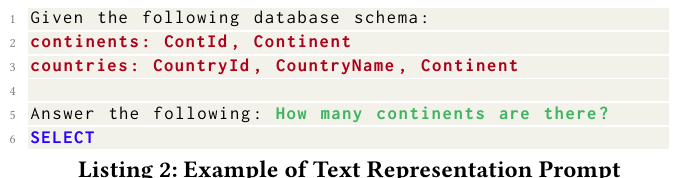 1 Given the following database schema:
2 continents: ContId, Continent
3 countries: CountryId, CountryName, Continent
4
5 Answer the following: How many continents are there?
6 SELECT
Listing 2: Example of Text Representation Prompt